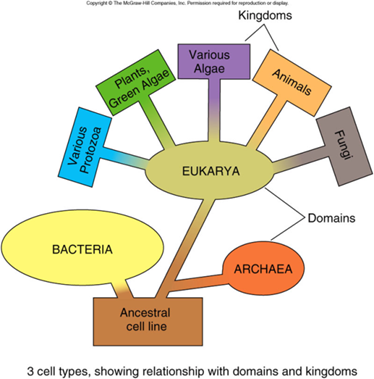 Copyright © The McGraw-Hill Companies, Inc. Permission required for reproduction or display.
Kingdoms
Various
Algae
Plants,
Green Algae
Animals
Various
Protozoa
Fungi
EUKARYA
Domains
BACTERIA
ARCHAEA
Ancestral
cell line
3 cell types, showing relationship with domains and kingdoms